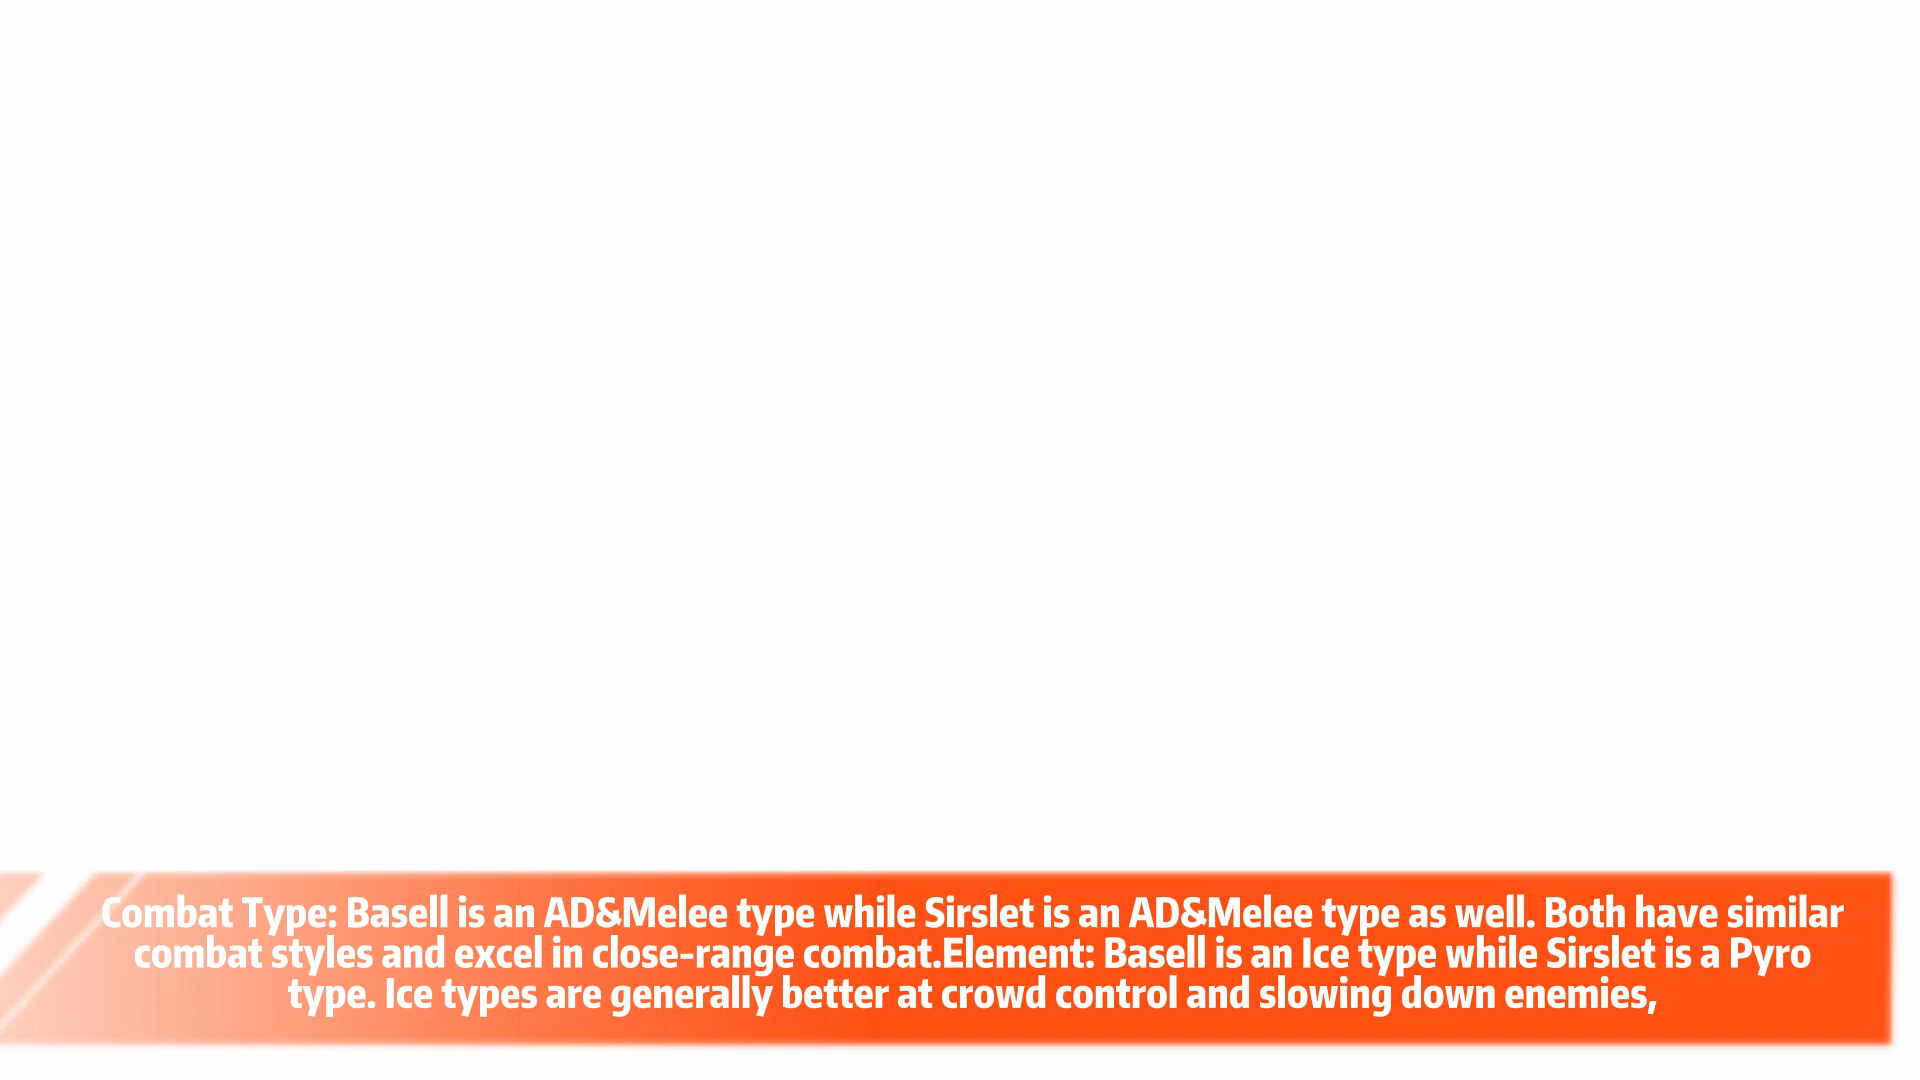 Combat Type: Basell is an AD&Melee type while Sirslet is an AD&Melee type as well. Both have similar
combat styles and excel in close-range combat.Element: Basell is an Ice type while Sirslet is a Pyro
type. Ice types are generally better at crowd control and slowing down enemies,